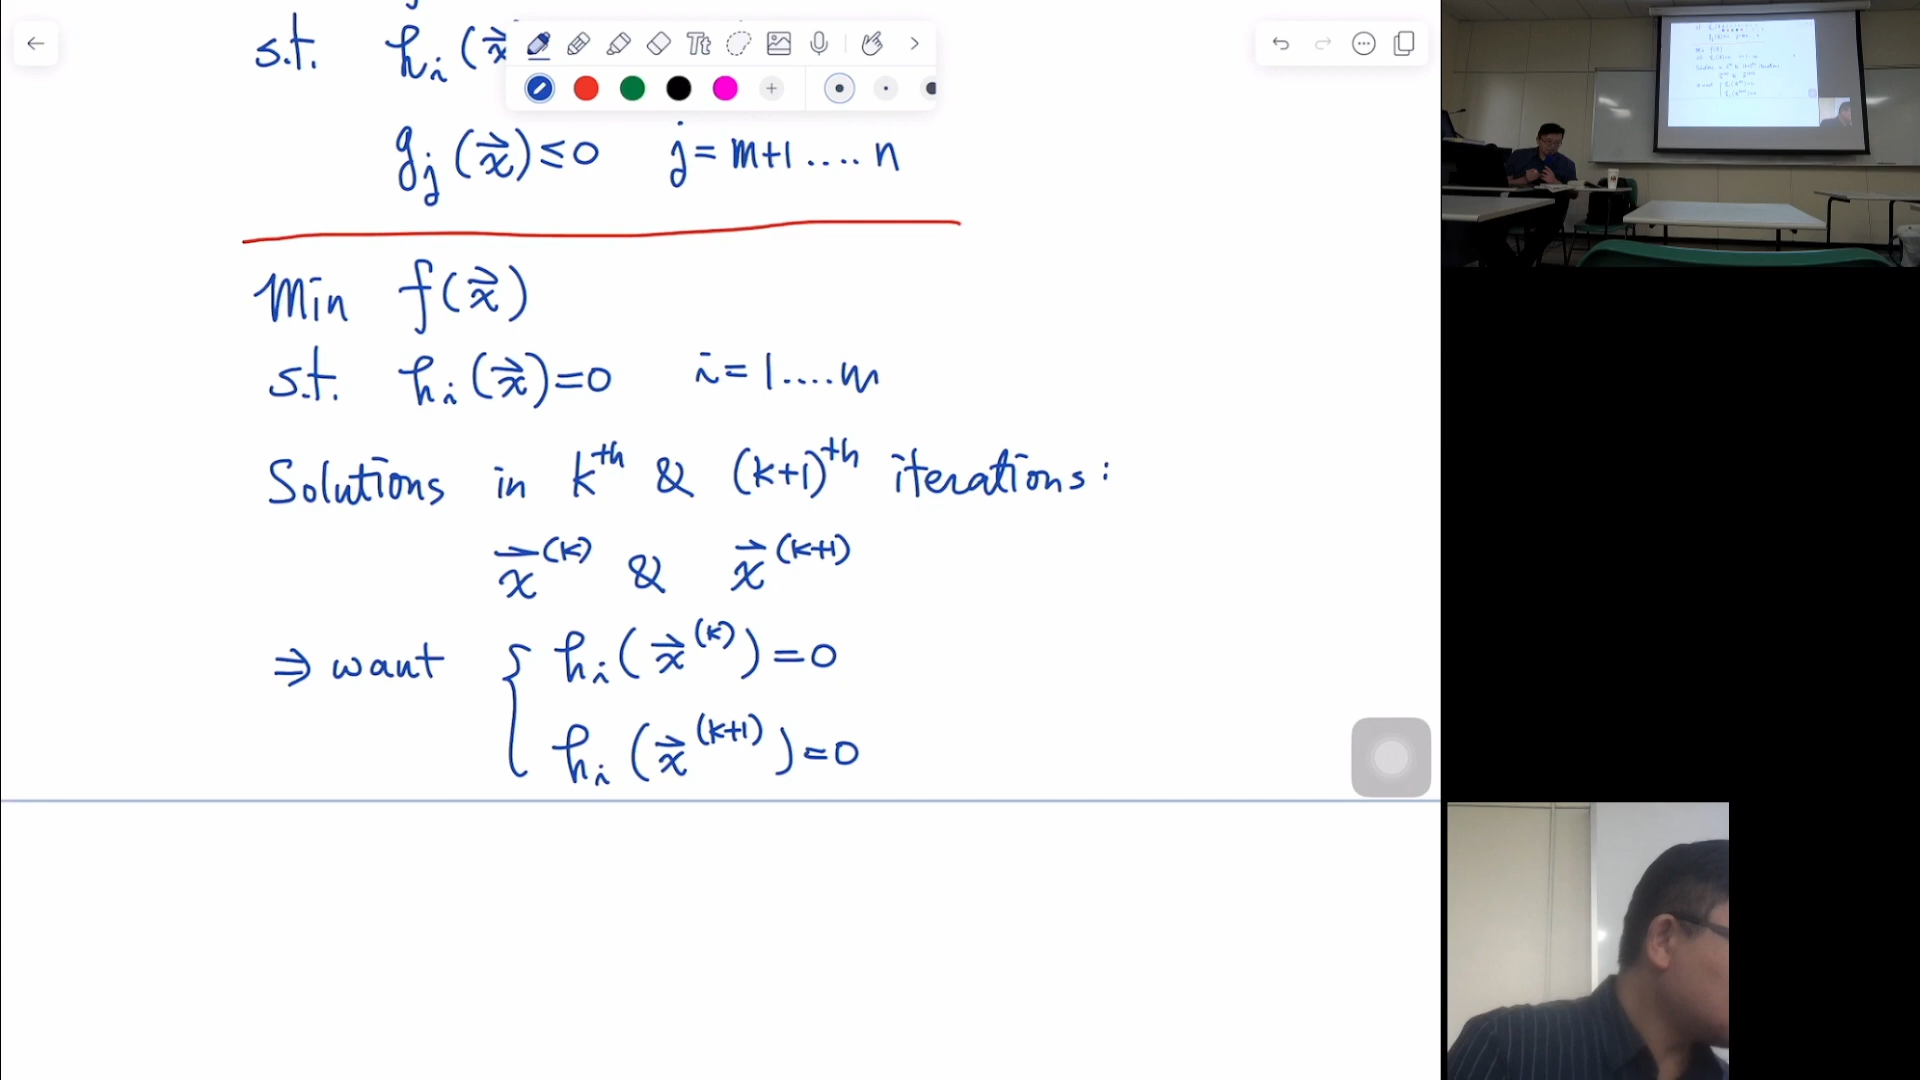 s.t. hᵢ(x⃗
Tt
gⱼ(x⃗) ≤ 0 j = m+1 .... n
Min f(x⃗)
s.t. hᵢ(x⃗) = 0 i = 1 .... m
Solutions in kᵗʰ & (k+1)ᵗʰ iterations:
x⃗⁽ᵏ⁾ & x⃗⁽ᵏ⁺¹⁾
⇒ want { hᵢ(x⃗⁽ᵏ⁾) = 0
hᵢ(x⃗⁽ᵏ⁺¹⁾) = 0